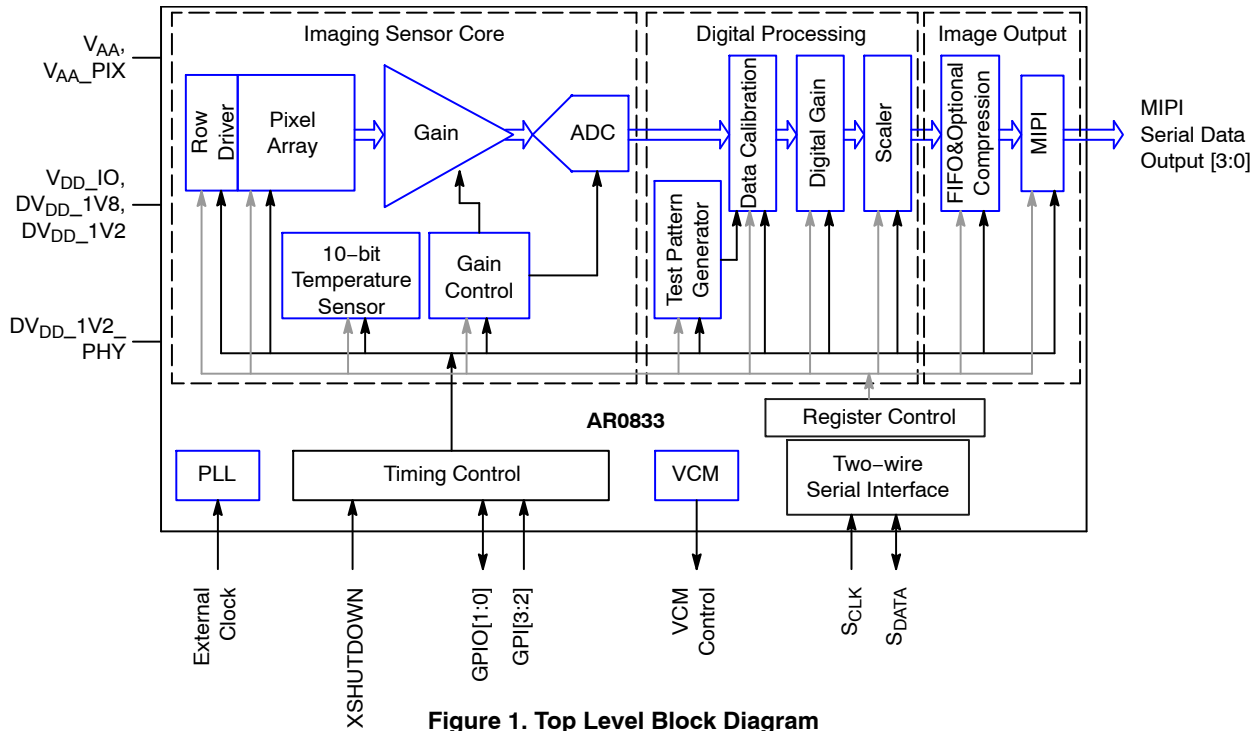 Imaging Sensor Core
Digital Processing
Image Output
VAA,
VAA_PIX
VDD_IO,
DVDD_1V8,
DVDD_1V2
DVDD_1V2_
PHY
Row
Driver
Pixel
Array
Gain
ADC
10−bit
Temperature
Sensor
Gain
Control
Test Pattern
Generator
Data Calibration
Digital Gain
Scaler
FIFO&Optional
Compression
MIPI
MIPI
Serial Data
Output [3:0]
AR0833
Register Control
PLL
Timing Control
VCM
Two−wire
Serial Interface
External
Clock
XSHUTDOWN
GPIO[1:0]
GPI[3:2]
VCM
Control
SCLK
SDATA
Figure 1. Top Level Block Diagram